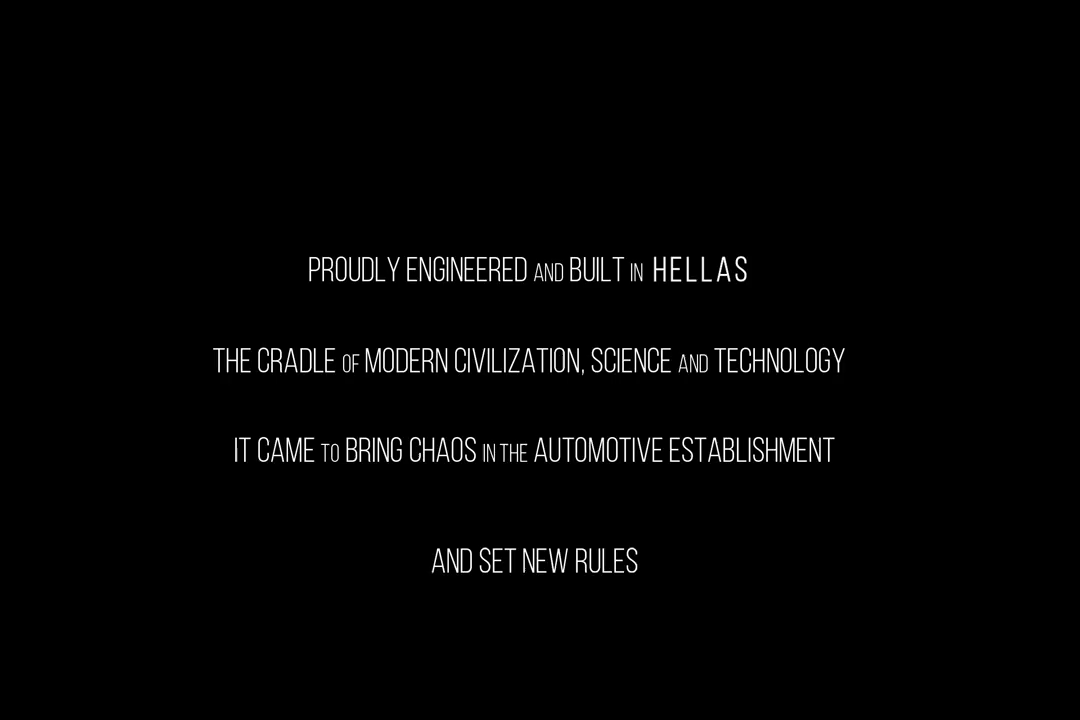 PROUDLY ENGINEERED AND BUILT IN HELLAS
THE CRADLE OF MODERN CIVILIZATION, SCIENCE AND TECHNOLOGY
IT CAME TO BRING CHAOS IN THE AUTOMOTIVE ESTABLISHMENT
AND SET NEW RULES